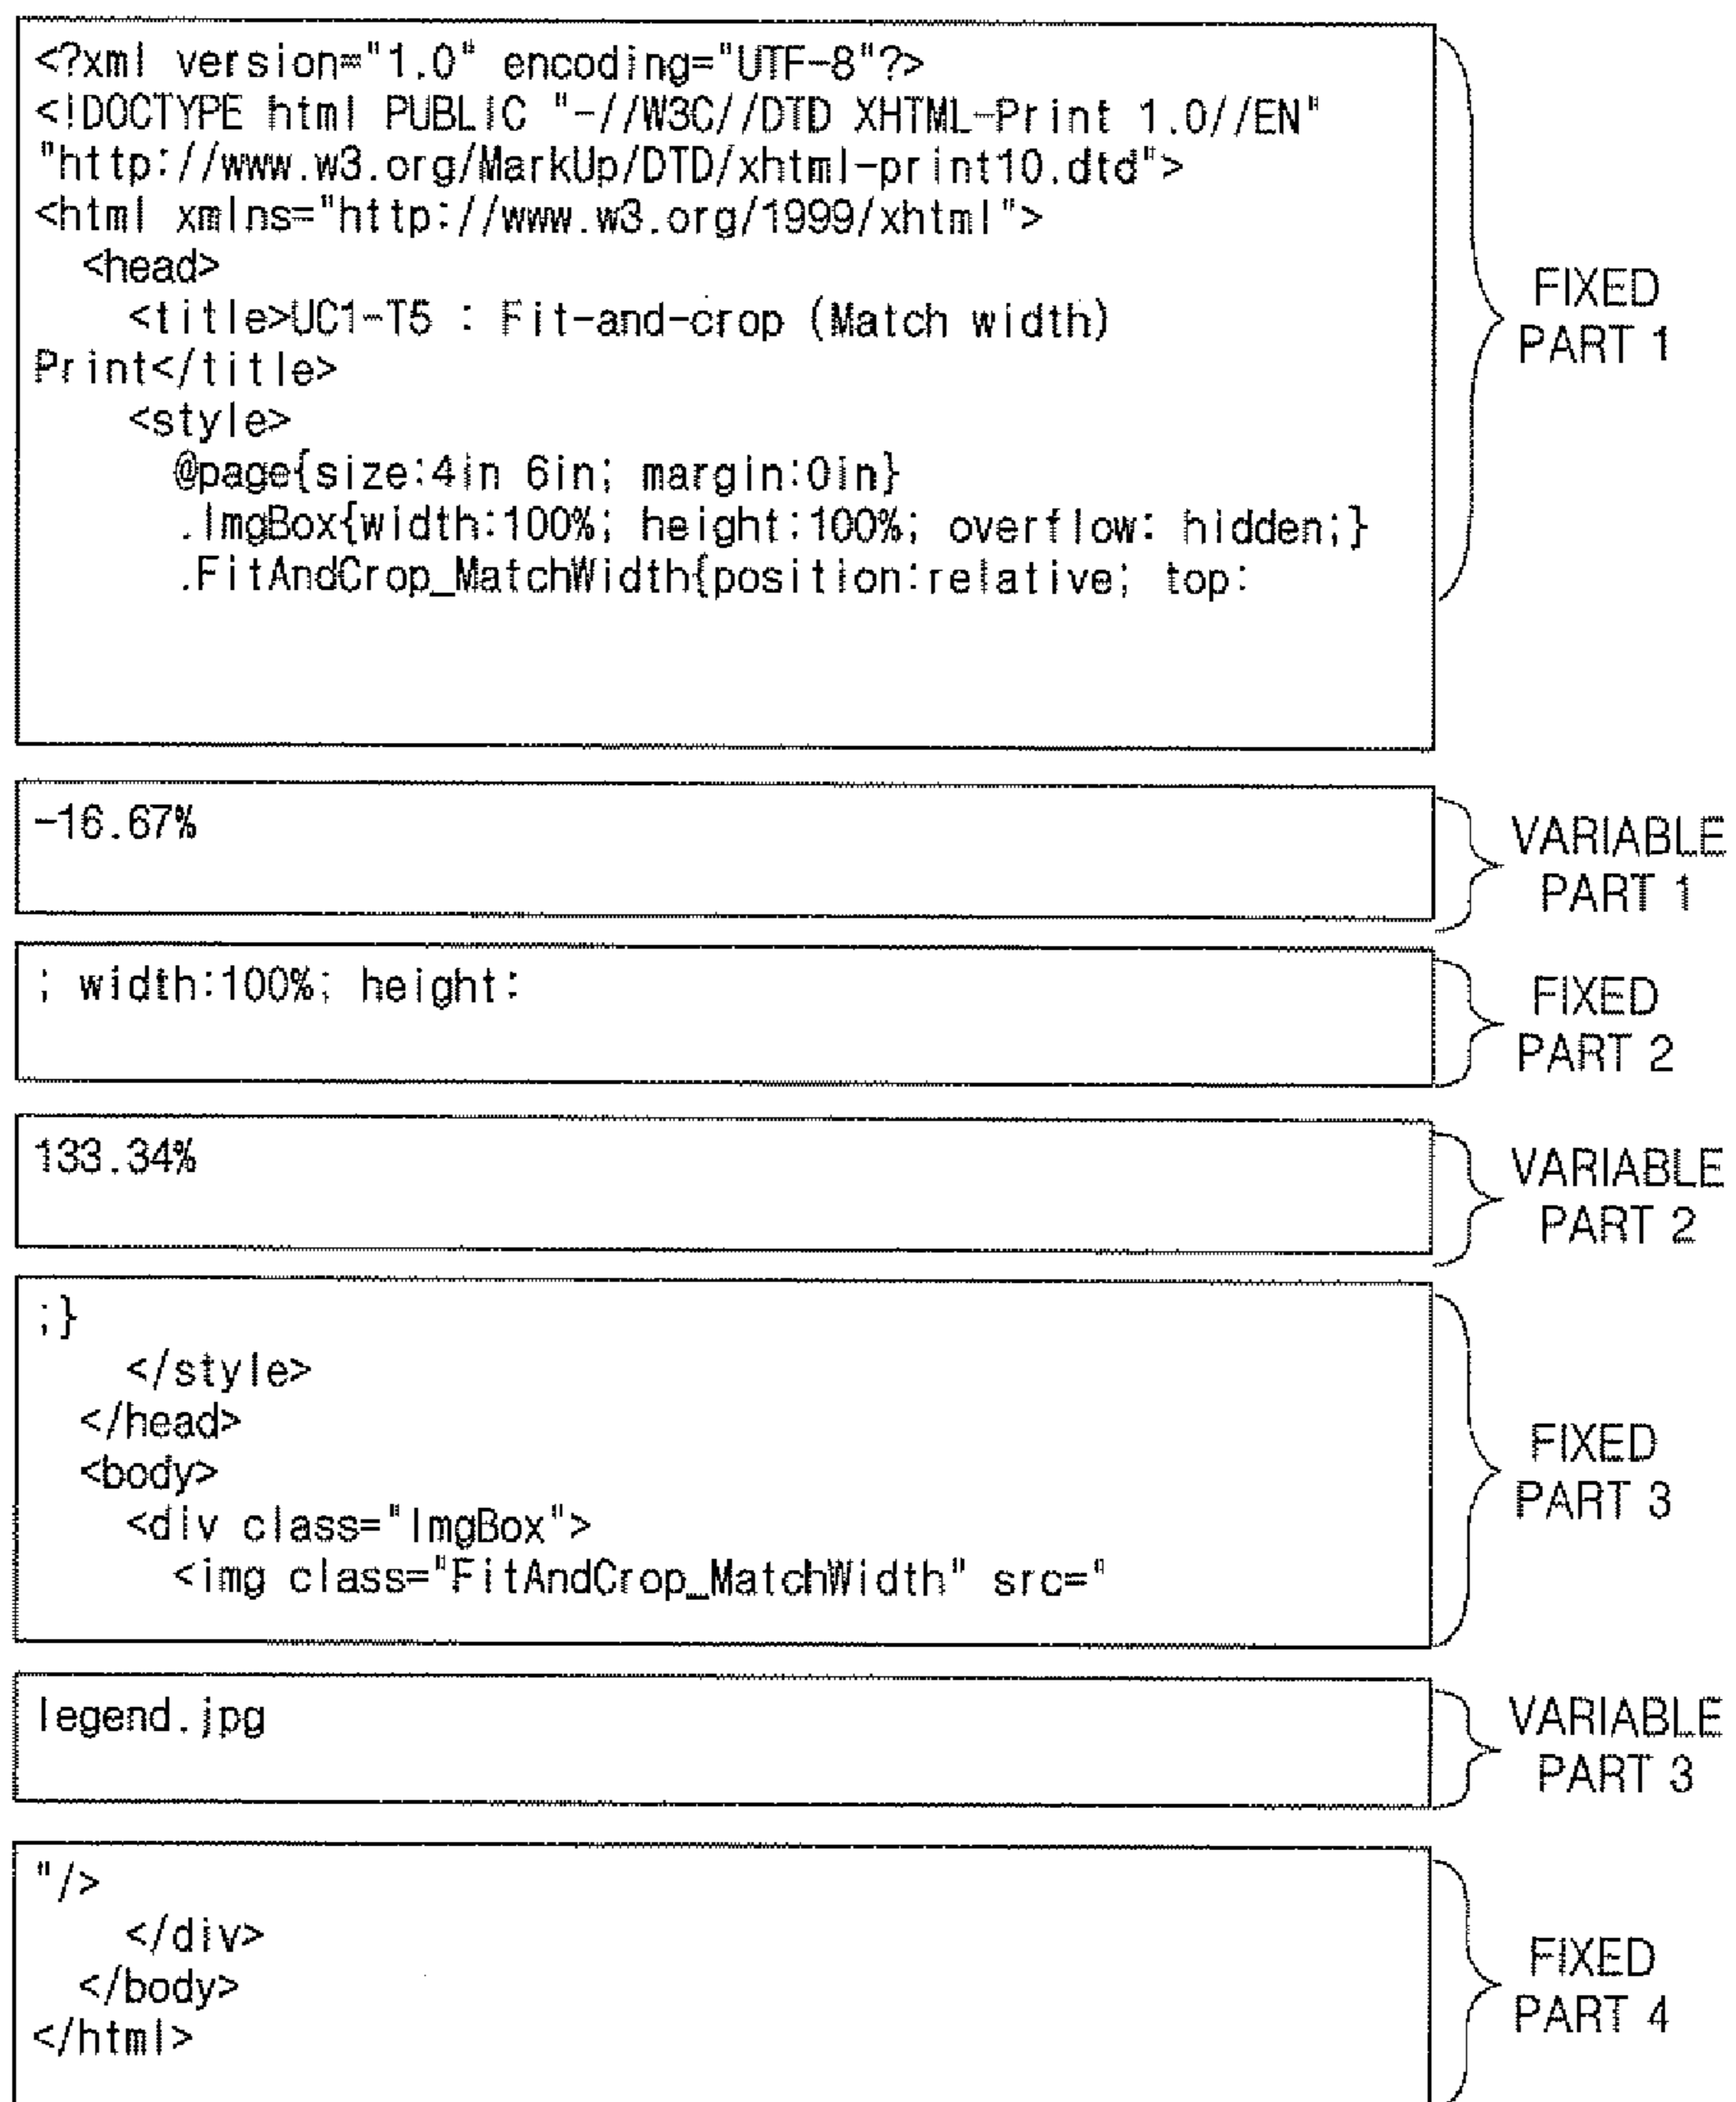 <?xml version="1.0" encoding="UTF-8"?>
<!DOCTYPE html PUBLIC "-//W3C//DTD XHTML-Print 1.0//EN"
"http://www.w3.org/MarkUp/DTD/xhtml-print10.dtd">
<html xmlns="http://www.w3.org/1999/xhtml">
<head>
<title>UC1-T5 : Fit-and-crop (Match width)
Print</title>
<style>
@page{size:4in 6in; margin:0in}
.ImgBox{width:100%; height:100%; overflow: hidden;}
.FitAndCrop_MatchWidth{position:relative; top:
FIXED
PART 1
-16.67%
VARIABLE
PART 1
; width:100%; height:
FIXED
PART 2
133.34%
VARIABLE
PART 2
;}
</style>
</head>
<body>
<div class="ImgBox">
<img class="FitAndCrop_MatchWidth" src="
FIXED
PART 3
legend.jpg
VARIABLE
PART 3
"/>
</div>
</body>
</html>
FIXED
PART 4